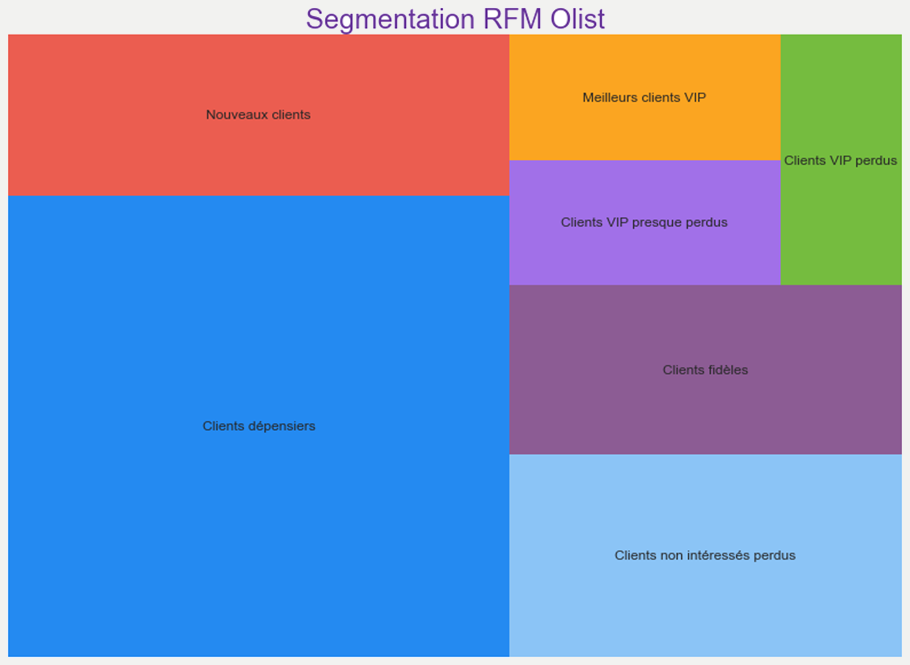 Segmentation RFM Olist
Nouveaux clients
Clients dépensiers
Meilleurs clients VIP
Clients VIP presque perdus
Clients VIP perdus
Clients fidèles
Clients non intéressés perdus